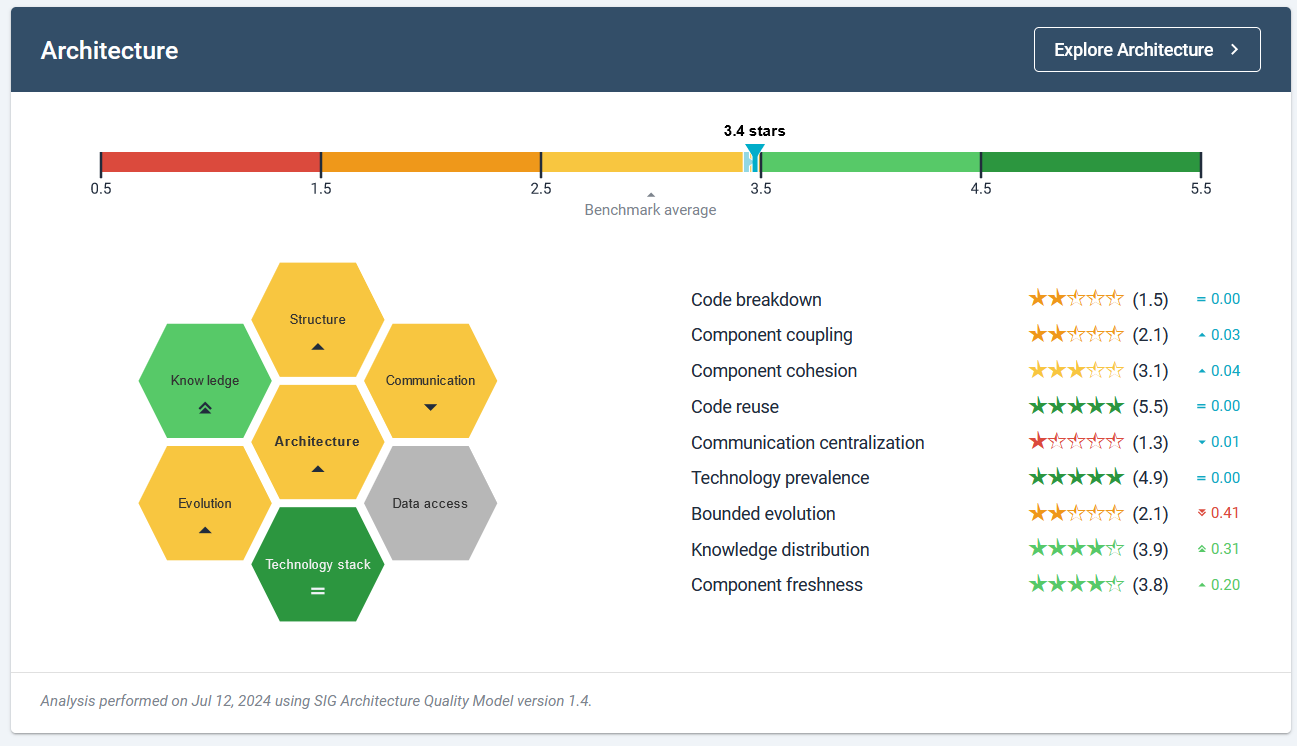 Architecture
Explore Architecture
3.4 stars
0.5 1.5 2.5 3.5 4.5 5.5
Benchmark average
Structure
Knowledge
Communication
Architecture
Evolution
Data access
Technology stack
Code breakdown (1.5) = 0.00
Component coupling (2.1) 0.03
Component cohesion (3.1) 0.04
Code reuse (5.5) = 0.00
Communication centralization (1.3) 0.01
Technology prevalence (4.9) = 0.00
Bounded evolution (2.1) 0.41
Knowledge distribution (3.9) 0.31
Component freshness (3.8) 0.20
Analysis performed on Jul 12, 2024 using SIG Architecture Quality Model version 1.4.